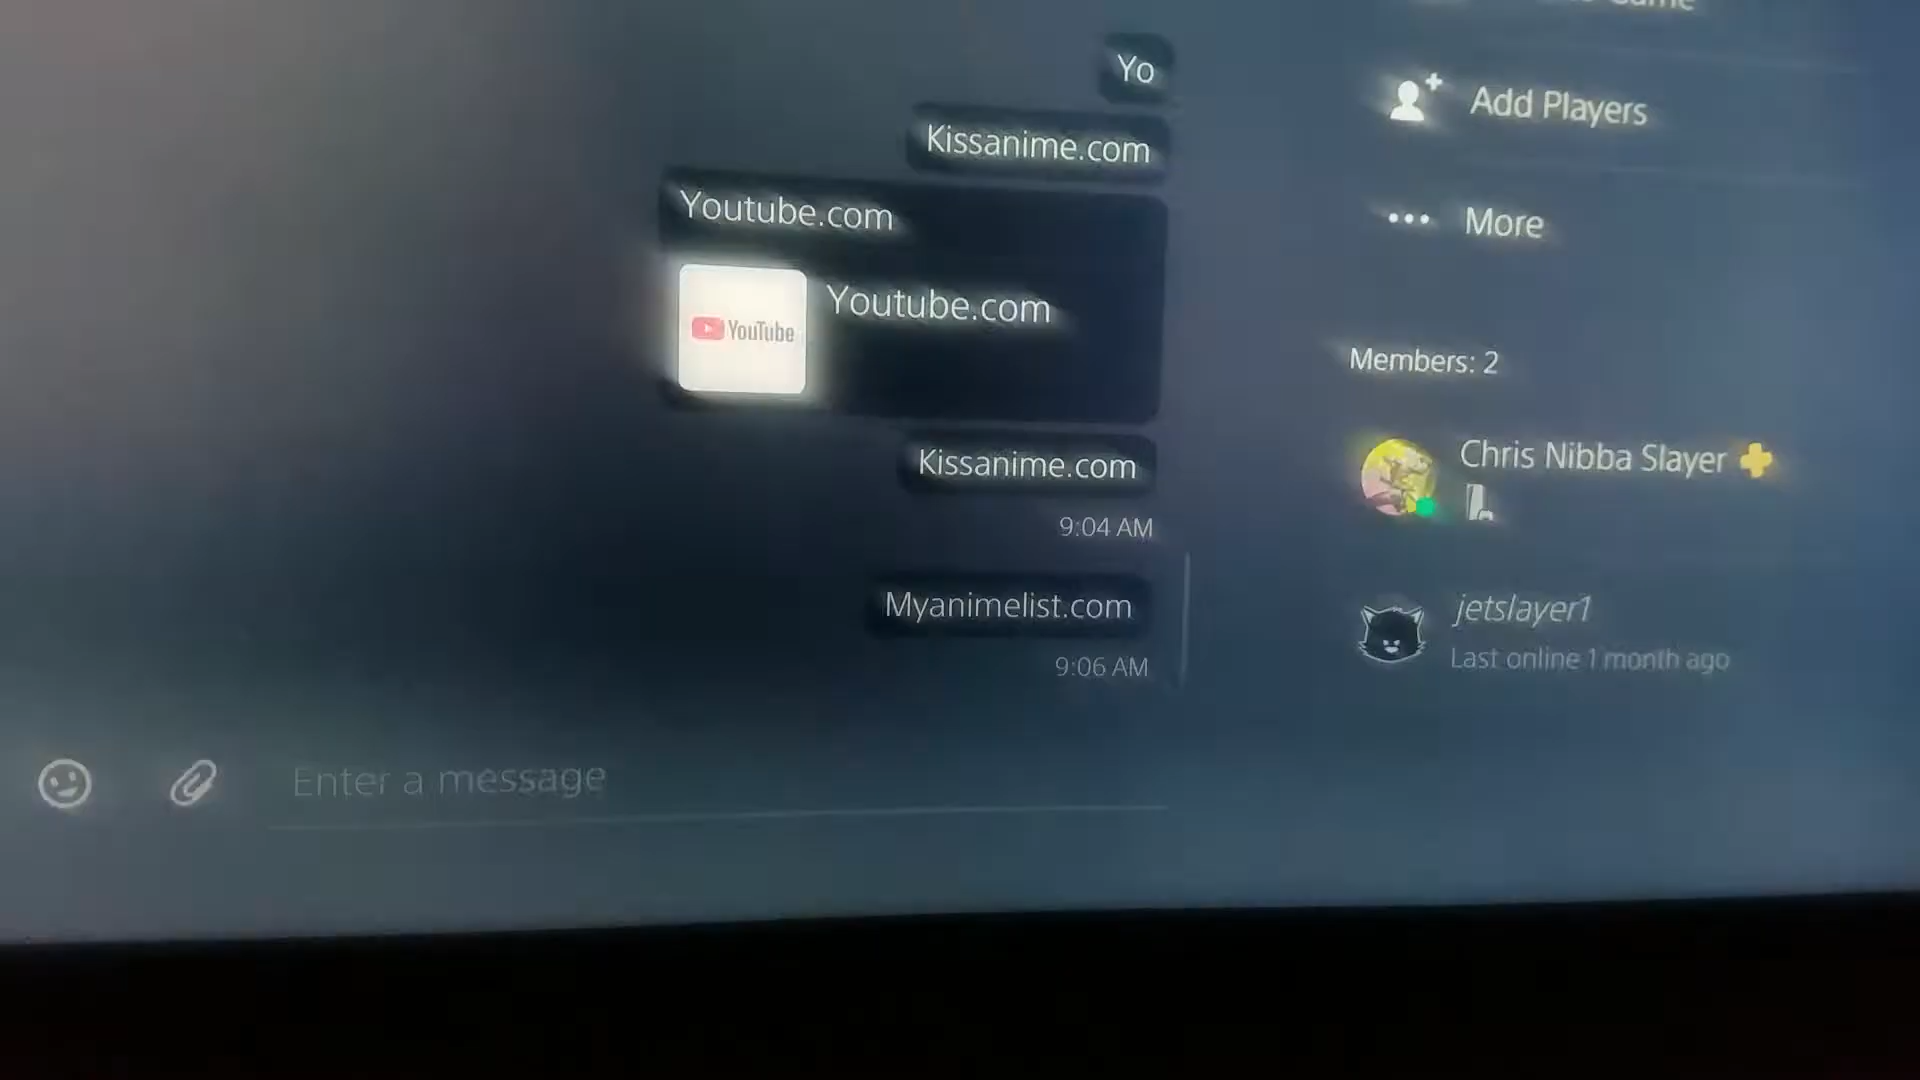 Yo
Kissanime.com
Youtube.com
YouTube
Youtube.com
Kissanime.com
9:04 AM
Myanimelist.com
9:06 AM
Enter a message
Game
Add Players
More
Members: 2
Chris Nibba Slayer
jetslayer1
Last online 1 month ago